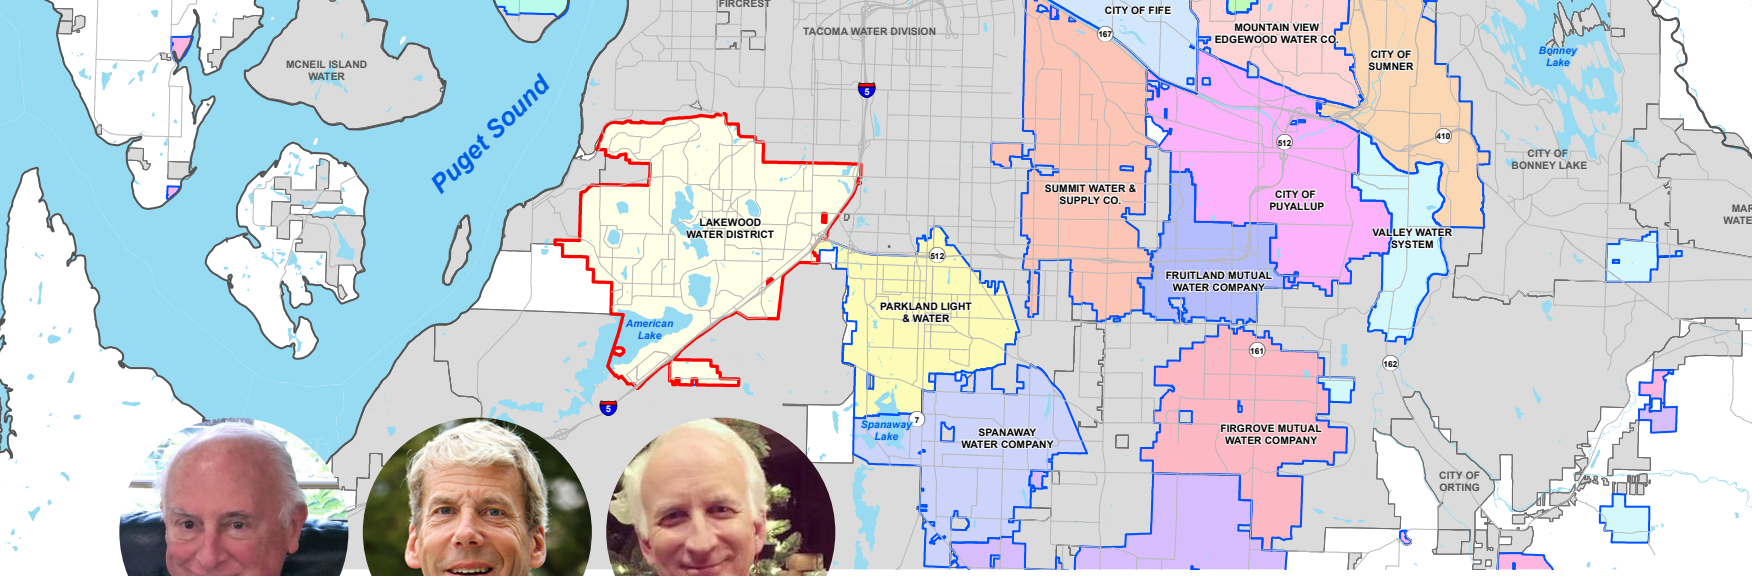 FIRCREST
TACOMA WATER DIVISION
CITY OF FIFE
167
MOUNTAIN VIEW
EDGEWOOD WATER CO.
CITY OF
SUMNER
Bonney
Lake
MCNEIL ISLAND
WATER
5
Puget Sound
410
512
CITY OF
BONNEY LAKE
SUMMIT WATER &
SUPPLY CO.
CITY OF
PUYALLUP
LAKEWOOD
WATER DISTRICT
VALLEY WATER
SYSTEM
512
FRUITLAND MUTUAL
WATER COMPANY
PARKLAND LIGHT
& WATER
American
Lake
161
162
5
7
Spanaway
Lake
SPANAWAY
WATER COMPANY
FIRGROVE MUTUAL
WATER COMPANY
CITY OF
ORTING